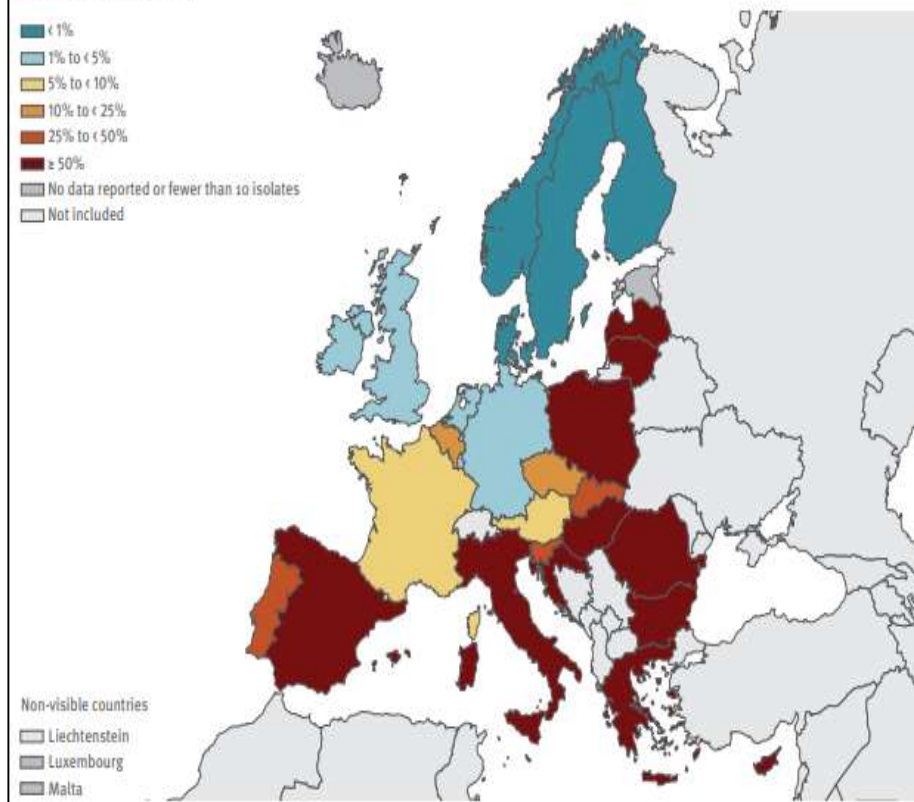 < 1%
1% to < 5%
5% to < 10%
10% to < 25%
25% to < 50%
≥ 50%
No data reported or fewer than 10 isolates
Not included
Non-visible countries
Liechtenstein
Luxembourg
Malta